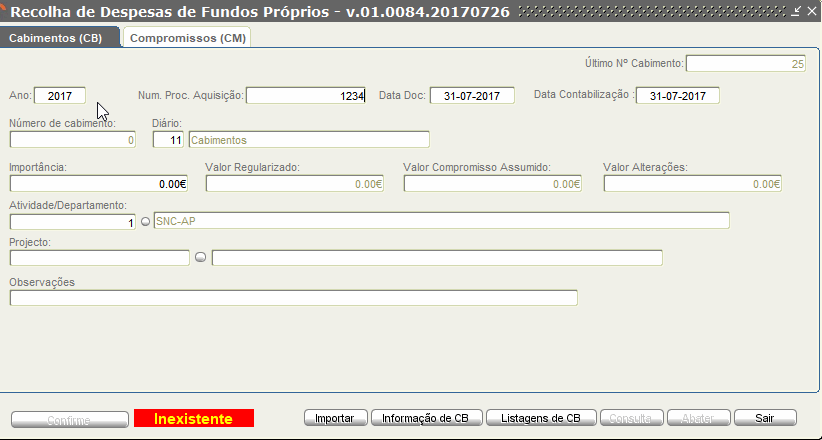 Recolha de Despesas de Fundos Próprios - v.01.0084.20170726
Cabimentos (CB) Compromissos (CM)
Último Nº Cabimento: 25
Ano: 2017 Num. Proc. Aquisição: 1234 Data Doc: 31-07-2017 Data Contabilização : 31-07-2017
Número de cabimento: Diário:
0 11 Cabimentos
Importância: Valor Regularizado: Valor Compromisso Assumido: Valor Alterações:
0.00€ 0.00€ 0.00€ 0.00€
Atividade/Departamento:
1 SNC-AP
Projecto:
Observações
Confirme Inexistente Importar Informação de CB Listagens de CB Consulta Abater Sair